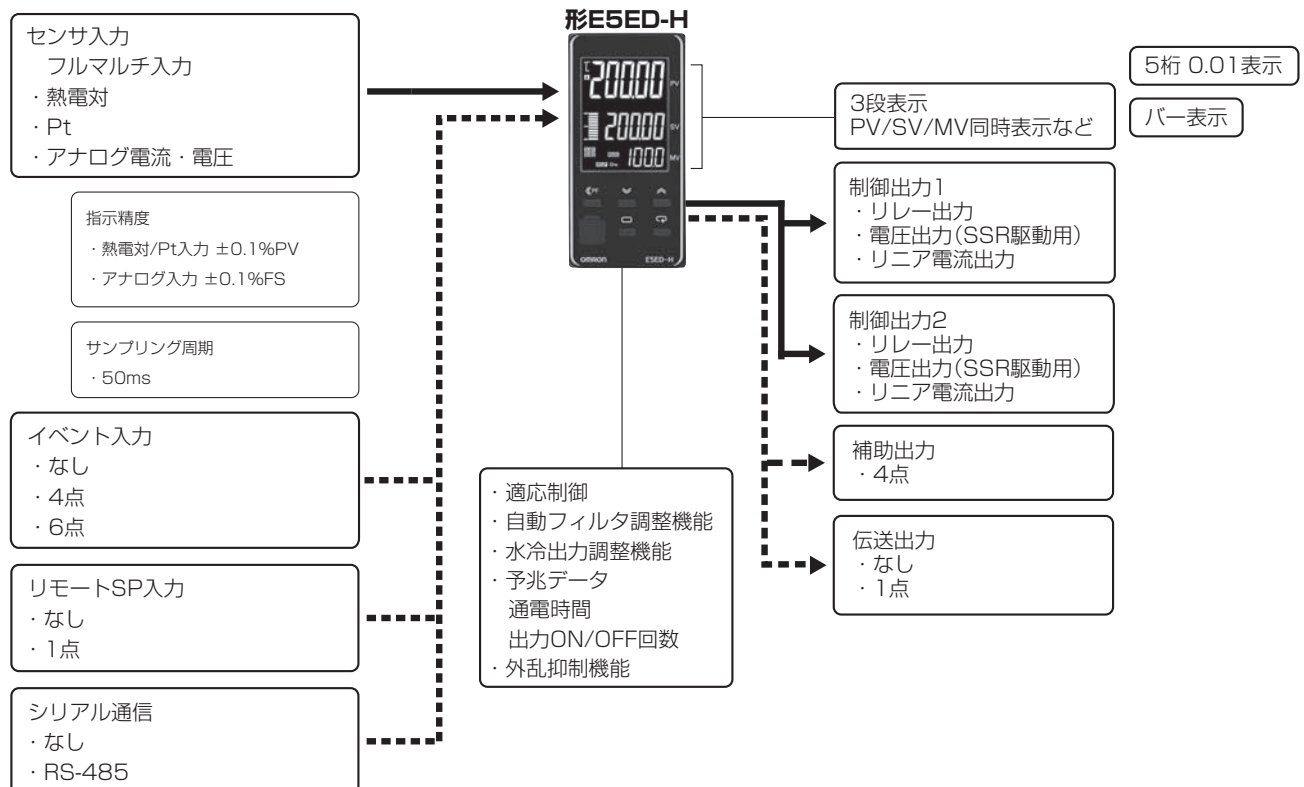 形E5ED-H
センサ入力
フルマルチ入力
・熱電対
・Pt
・アナログ電流・電圧
指示精度
・熱電対/Pt入力 ±0.1%PV
・アナログ入力 ±0.1%FS
サンプリング周期
・50ms
イベント入力
・なし
・4点
・6点
リモートSP入力
・なし
・1点
シリアル通信
・なし
・RS-485
200.00
PV
200.00
SV
100.0
MV
PF
omron
E5ED-H
・適応制御
・自動フィルタ調整機能
・水冷出力調整機能
・予兆データ
通電時間
出力ON/OFF回数
・外乱抑制機能
3段表示
PV/SV/MV同時表示など
5桁 0.01表示
バー表示
制御出力1
・リレー出力
・電圧出力(SSR駆動用)
・リニア電流出力
制御出力2
・リレー出力
・電圧出力(SSR駆動用)
・リニア電流出力
補助出力
・4点
伝送出力
・なし
・1点